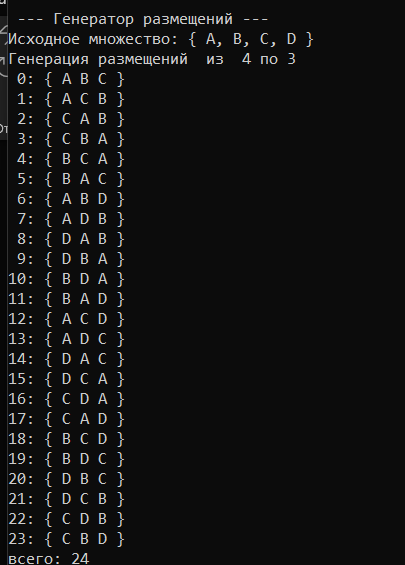 --- Генератор размещений ---
Исходное множество: { A, B, C, D }
Генерация размещений  из  4 по 3
 0: { A B C }
 1: { A C B }
 2: { C A B }
 3: { C B A }
 4: { B C A }
 5: { B A C }
 6: { A B D }
 7: { A D B }
 8: { D A B }
 9: { D B A }
10: { B D A }
11: { B A D }
12: { A C D }
13: { A D C }
14: { D A C }
15: { D C A }
16: { C D A }
17: { C A D }
18: { B C D }
19: { B D C }
20: { D B C }
21: { D C B }
22: { C D B }
23: { C B D }
всего: 24